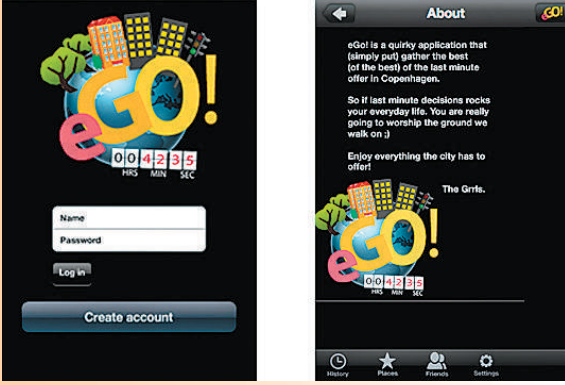 eGO!
00:42:35
HRS MIN SEC
Name
Password
Log in
Create account
About
GO!
eGo! is a quirky application that
(simply put) gather the best
(of the best) of the last minute
offer in Copenhagen.
So if last minute decisions rocks
your everyday life. You are really
going to worship the ground we
walk on ;)
Enjoy everything the city has to
offer!
The Grrls.
eGO!
00:42:35
HRS MIN SEC
History Places Friends Settings